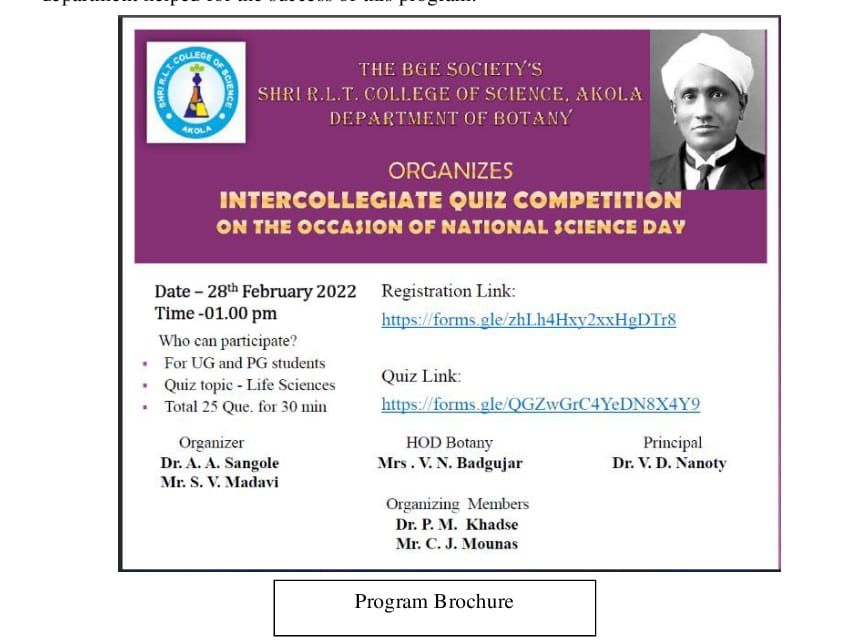 department helped for the success of this program.
SHRI R.L.T. COLLEGE OF SCIENCE
AKOLA
THE BGE SOCIETY'S
SHRI R.L.T. COLLEGE OF SCIENCE, AKOLA
DEPARTMENT OF BOTANY
ORGANIZES
INTERCOLLEGIATE QUIZ COMPETITION
ON THE OCCASION OF NATIONAL SCIENCE DAY
Date – 28th February 2022
Time -01.00 pm
Who can participate?
▪ For UG and PG students
▪ Quiz topic - Life Sciences
▪ Total 25 Que. for 30 min
Registration Link:
https://forms.gle/zhLh4Hxy2xxHgDTr8
Quiz Link:
https://forms.gle/QGZwGrC4YeDN8X4Y9
Organizer
Dr. A. A. Sangole
Mr. S. V. Madavi
HOD Botany
Mrs . V. N. Badgujar
Principal
Dr. V. D. Nanoty
Organizing Members
Dr. P. M. Khadse
Mr. C. J. Mounas
Program Brochure